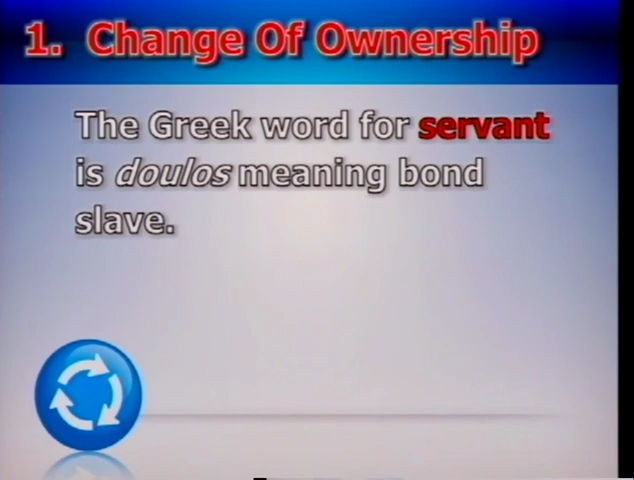 1. Change Of Ownership
The Greek word for servant
is doulos meaning bond
slave.